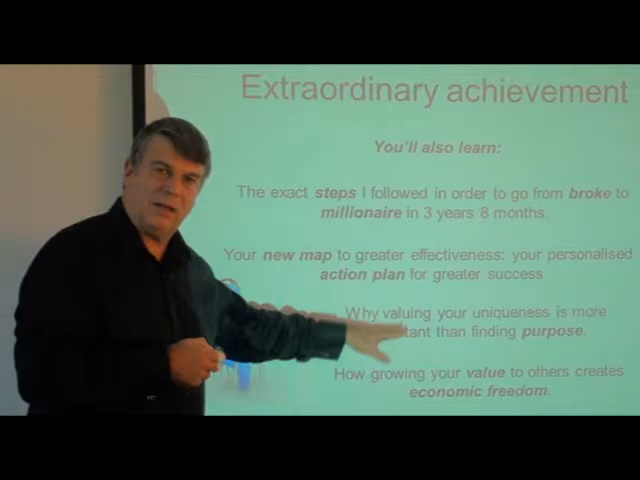 Extraordinary achievement
You'll also learn:
The exact steps I followed in order to go from broke to
millionaire in 3 years 8 months.
Your new map to greater effectiveness: your personalised
action plan for greater success
Why valuing your uniqueness is more
than finding purpose.
How growing your value to others creates
economic freedom.